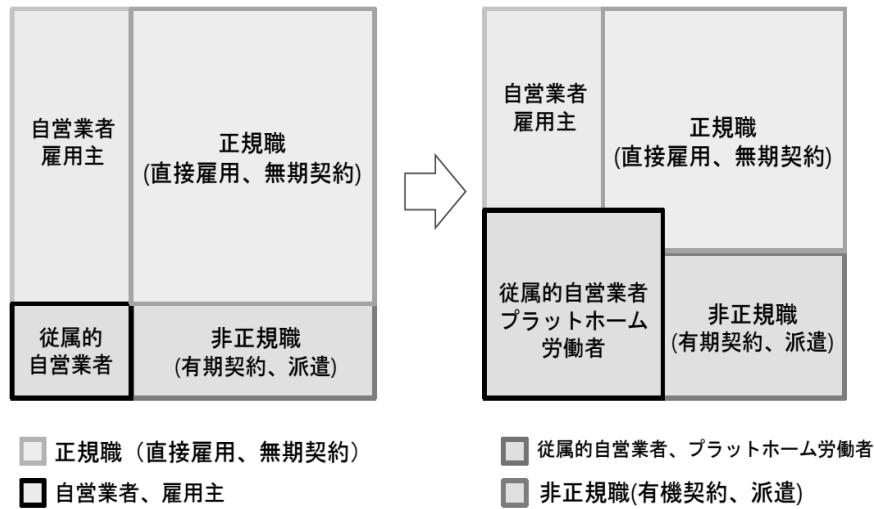 自営業者
雇用主
正規職
(直接雇用、無期契約)
従属的
自営業者
非正規職
(有期契約、派遣)
自営業者
雇用主
正規職
(直接雇用、無期契約)
従属的自営業者
プラットホーム
労働者
非正規職
(有期契約、派遣)
正規職（直接雇用、無期契約）
自営業者、雇用主
従属的自営業者、プラットホーム労働者
非正規職(有機契約、派遣)